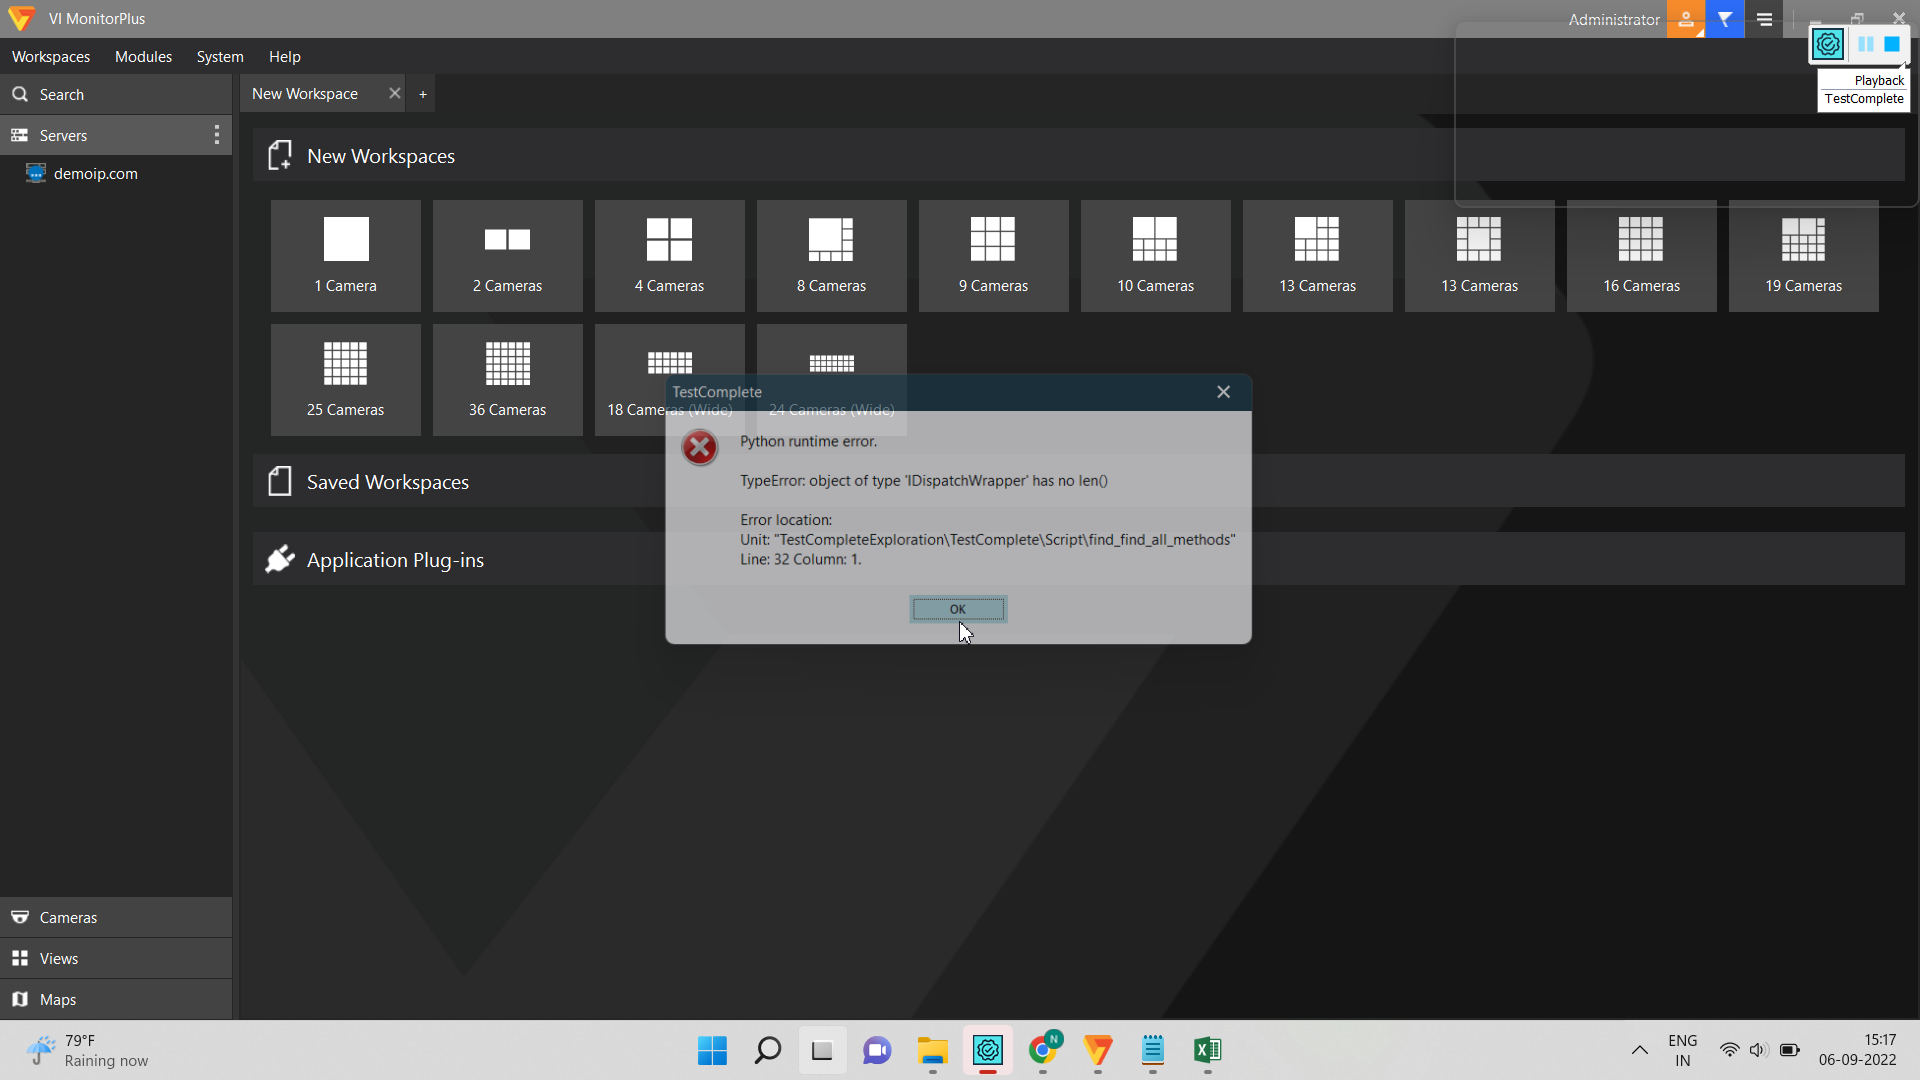 VI MonitorPlus
Administrator
Workspaces Modules System Help
Playback
TestComplete
Search
New Workspace
+
Servers
demoip.com
New Workspaces
1 Camera
2 Cameras
4 Cameras
8 Cameras
9 Cameras
10 Cameras
13 Cameras
13 Cameras
16 Cameras
19 Cameras
25 Cameras
36 Cameras
18 Cameras (Wide)
24 Cameras (Wide)
Saved Workspaces
Application Plug-ins
TestComplete
Python runtime error.
TypeError: object of type 'IDispatchWrapper' has no len()
Error location:
Unit: "TestCompleteExploration\TestComplete\Script\find_find_all_methods"
Line: 32 Column: 1.
OK
Cameras
Views
Maps
79°F
Raining now
N
ENG
IN
15:17
06-09-2022